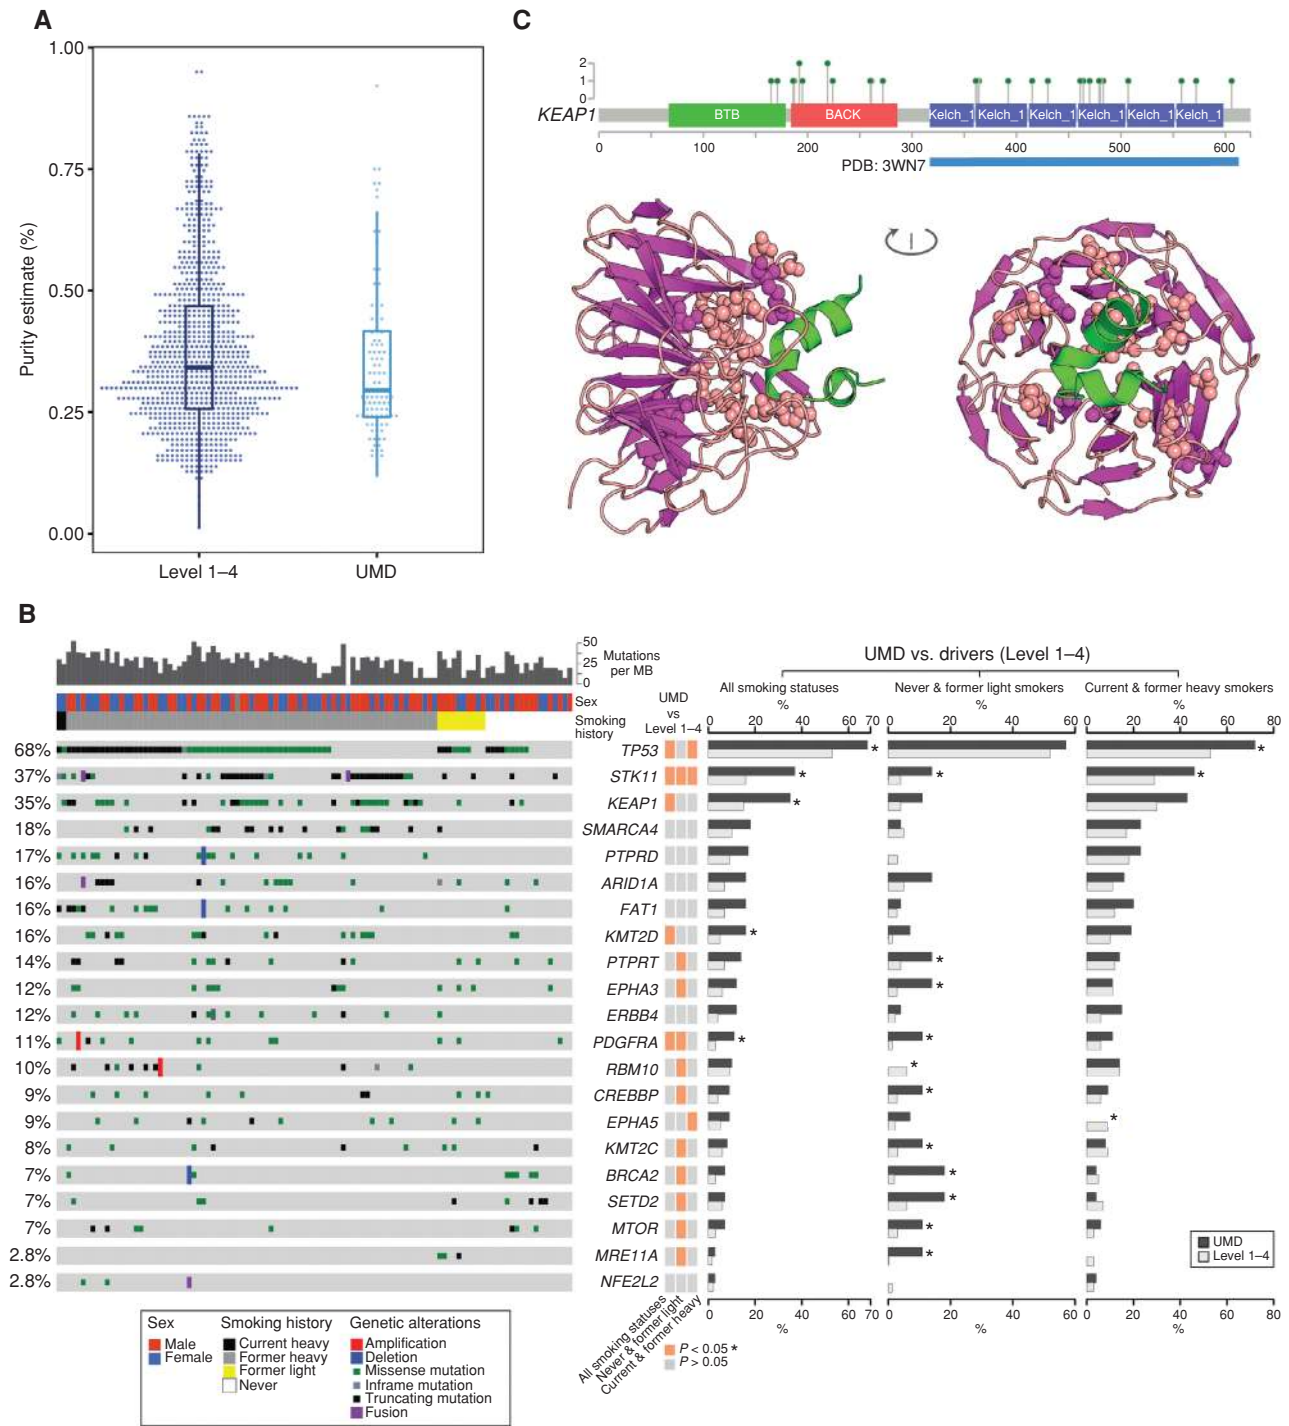 A
1.00
0.75
0.50
0.25
0.00
Purity estimate (%)
Level 1–4
UMD
C
2
1
0
KEAP1
BTB
BACK
Kelch_1 Kelch_1 Kelch_1 Kelch_1 Kelch_1 Kelch_1
0 100 200 300 400 500 600
PDB: 3WN7
B
50
25
0
Mutations per MB
Sex
Smoking history
UMD vs Level 1–4
UMD vs. drivers (Level 1–4)
All smoking statuses
Never & former light smokers
Current & former heavy smokers
% % %
0 20 40 60 70
0 20 40 60
0 20 40 60 80
68% TP53 * *
37% STK11 * * *
35% KEAP1 *
18% SMARCA4
17% PTPRD
16% ARID1A
16% FAT1
16% KMT2D *
14% PTPRT *
12% EPHA3 *
12% ERBB4
11% PDGFRA * *
10% RBM10 *
9% CREBBP *
9% EPHA5 *
8% KMT2C *
7% BRCA2 *
7% SETD2 *
7% MTOR *
2.8% MRE11A *
2.8% NFE2L2
UMD
Level 1–4
0 20 40 60 70
0 20 40 60
0 20 40 60 80
% % %
All smoking statuses
Never & former light
Current & former heavy
P < 0.05 *
P > 0.05
Sex
Male
Female
Smoking history
Current heavy
Former heavy
Former light
Never
Genetic alterations
Amplification
Deletion
Missense mutation
Inframe mutation
Truncating mutation
Fusion